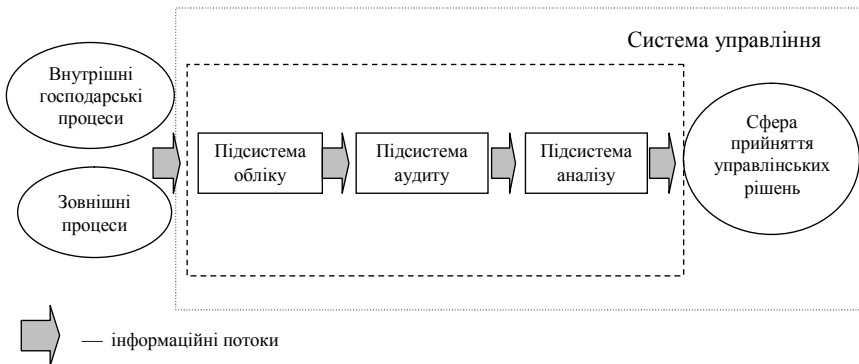 Система управління
Внутрішні
господарські
процеси
Зовнішні
процеси
Підсистема
обліку
Підсистема
аудиту
Підсистема
аналізу
Сфера
прийняття
управлінських
рішень
— інформаційні потоки